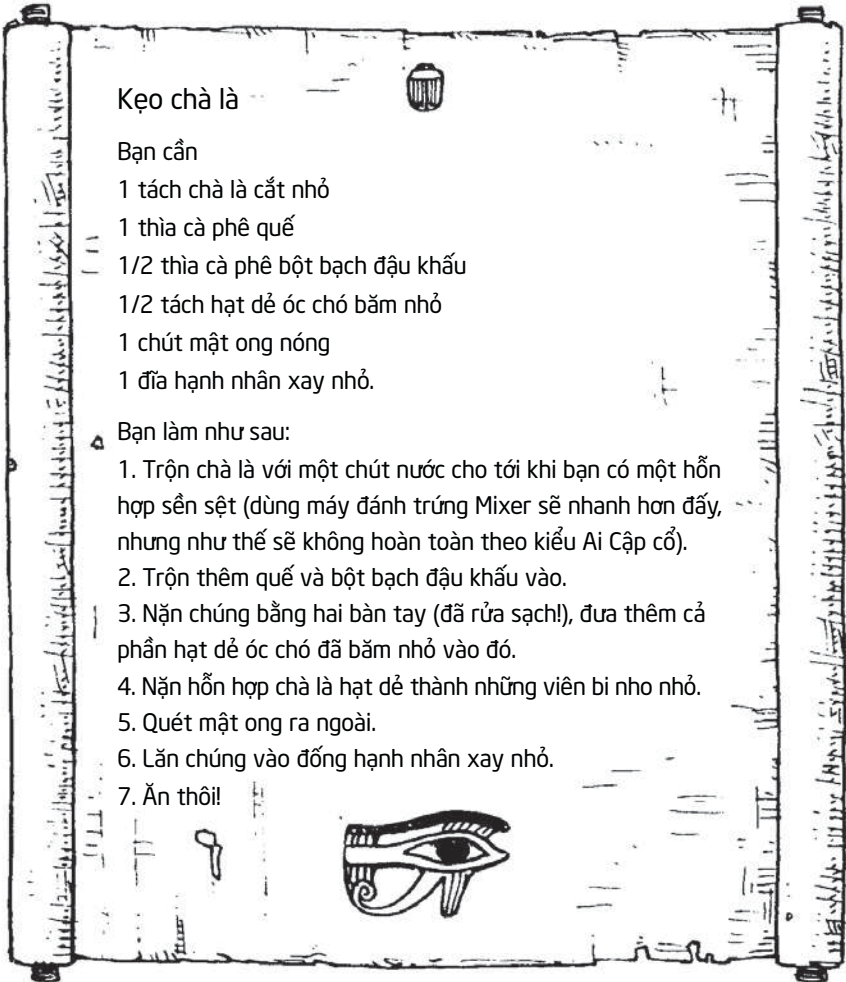 Kẹo chà là
Bạn cần
1 tách chà là cắt nhỏ
1 thìa cà phê quế
1/2 thìa cà phê bột bạch đậu khấu
1/2 tách hạt dẻ óc chó băm nhỏ
1 chút mật ong nóng
1 đĩa hạnh nhân xay nhỏ.
Bạn làm như sau:
1. Trộn chà là với một chút nước cho tới khi bạn có một hỗn
hợp sền sệt (dùng máy đánh trứng Mixer sẽ nhanh hơn đấy,
nhưng như thế sẽ không hoàn toàn theo kiểu Ai Cập cổ).
2. Trộn thêm quế và bột bạch đậu khấu vào.
3. Nặn chúng bằng hai bàn tay (đã rửa sạch!), đưa thêm cả
phần hạt dẻ óc chó đã băm nhỏ vào đó.
4. Nặn hỗn hợp chà là hạt dẻ thành những viên bi nho nhỏ.
5. Quét mật ong ra ngoài.
6. Lăn chúng vào đống hạnh nhân xay nhỏ.
7. Ăn thôi!